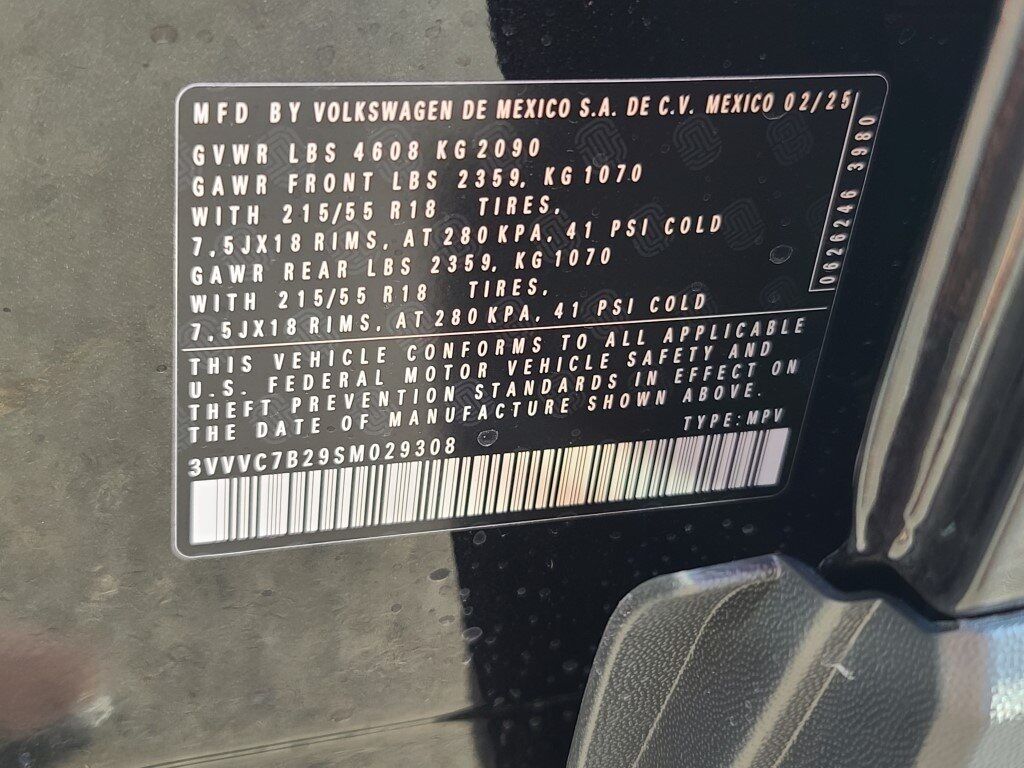 MFD BY VOLKSWAGEN DE MEXICO S.A. DE C.V. MEXICO 02/25
GVWR LBS 4608 KG 2090
GAWR FRONT LBS 2359, KG 1070
WITH 215/55 R18 TIRES,
7,5JX18 RIMS, AT 280 KPA, 41 PSI COLD
GAWR REAR LBS 2359, KG 1070
WITH 215/55 R18 TIRES,
7,5JX18 RIMS, AT 280 KPA, 41 PSI COLD
0626246 3980
THIS VEHICLE CONFORMS TO ALL APPLICABLE
U.S. FEDERAL MOTOR VEHICLE SAFETY AND
THEFT PREVENTION STANDARDS IN EFFECT ON
THE DATE OF MANUFACTURE SHOWN ABOVE.
TYPE: MPV
3VVVC7B29SM029308